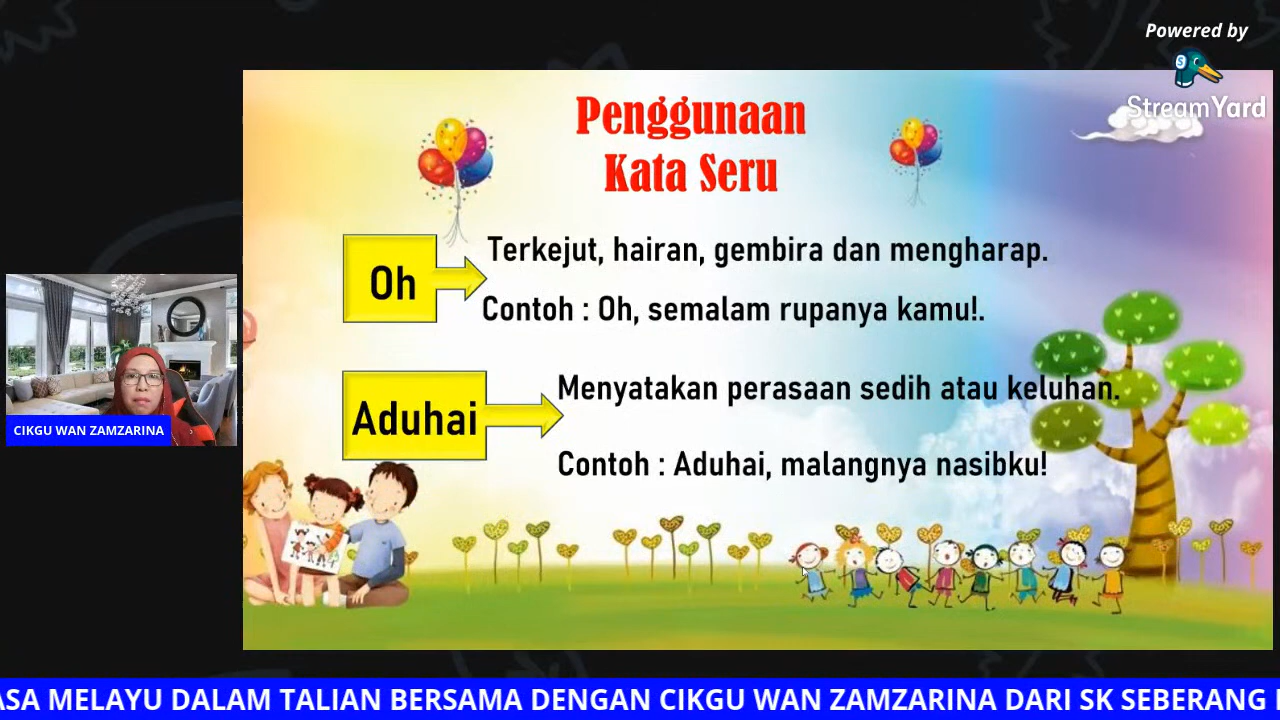 Powered by
StreamYard
Penggunaan
Kata Seru
Oh
Terkejut, hairan, gembira dan mengharap.
Contoh : Oh, semalam rupanya kamu!.
Aduhai
Menyatakan perasaan sedih atau keluhan.
Contoh : Aduhai, malangnya nasibku!
CIKGU WAN ZAMZARINA
ASA MELAYU DALAM TALIAN BERSAMA DENGAN CIKGU WAN ZAMZARINA DARI SK SEBERANG